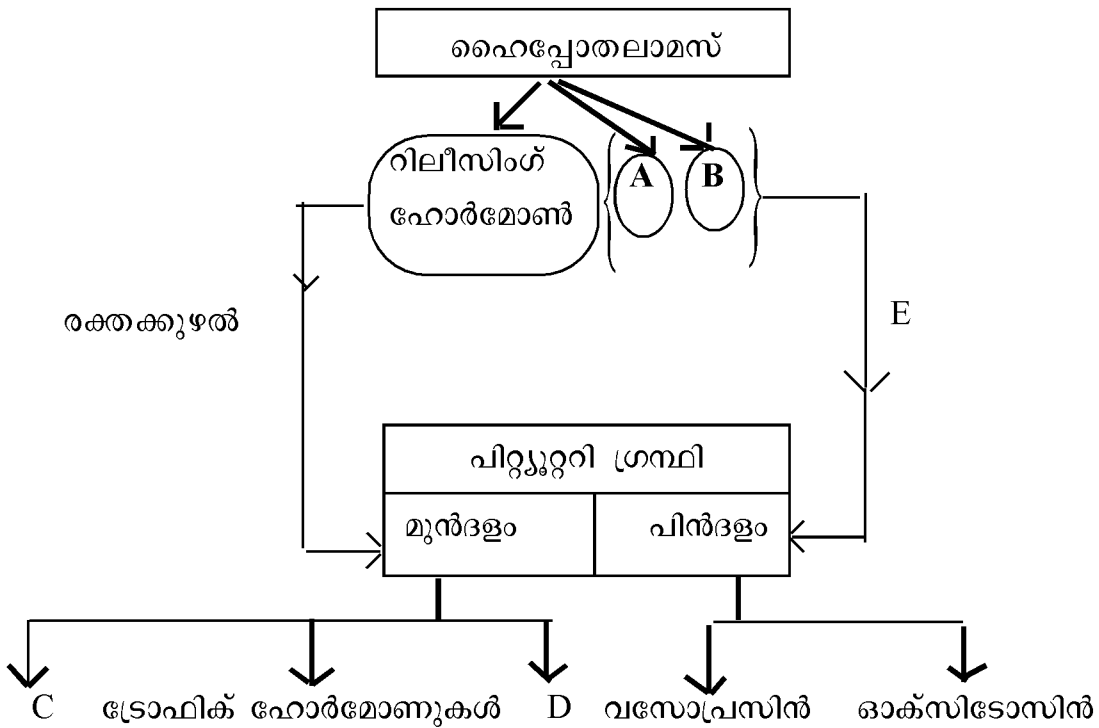 ഹൈപ്പോതലാമസ്
റിലീസിംഗ്
ഹോർമോൺ
A
B
രക്തക്കുഴൽ
E
പിറ്റ്യൂറ്ററി ഗ്രന്ഥി
മുൻദളം
പിൻദളം
C
ട്രോഫിക് ഹോർമോണുകൾ
D
വസോപ്രസിൻ
ഓക്സിടോസിൻ